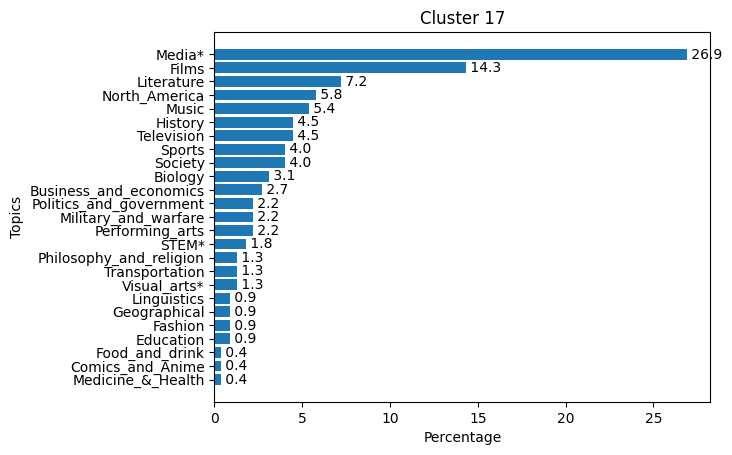 Cluster 17
Media* 26.9
Films 14.3
Literature 7.2
North_America 5.8
Music 5.4
History 4.5
Television 4.5
Sports 4.0
Society 4.0
Biology 3.1
Business_and_economics 2.7
Politics_and_government 2.2
Military_and_warfare 2.2
Performing_arts 2.2
STEM* 1.8
Philosophy_and_religion 1.3
Transportation 1.3
Visual_arts* 1.3
Linguistics 0.9
Geographical 0.9
Fashion 0.9
Education 0.9
Food_and_drink 0.4
Comics_and_Anime 0.4
Medicine_&_Health 0.4
Topics
0 5 10 15 20 25
Percentage